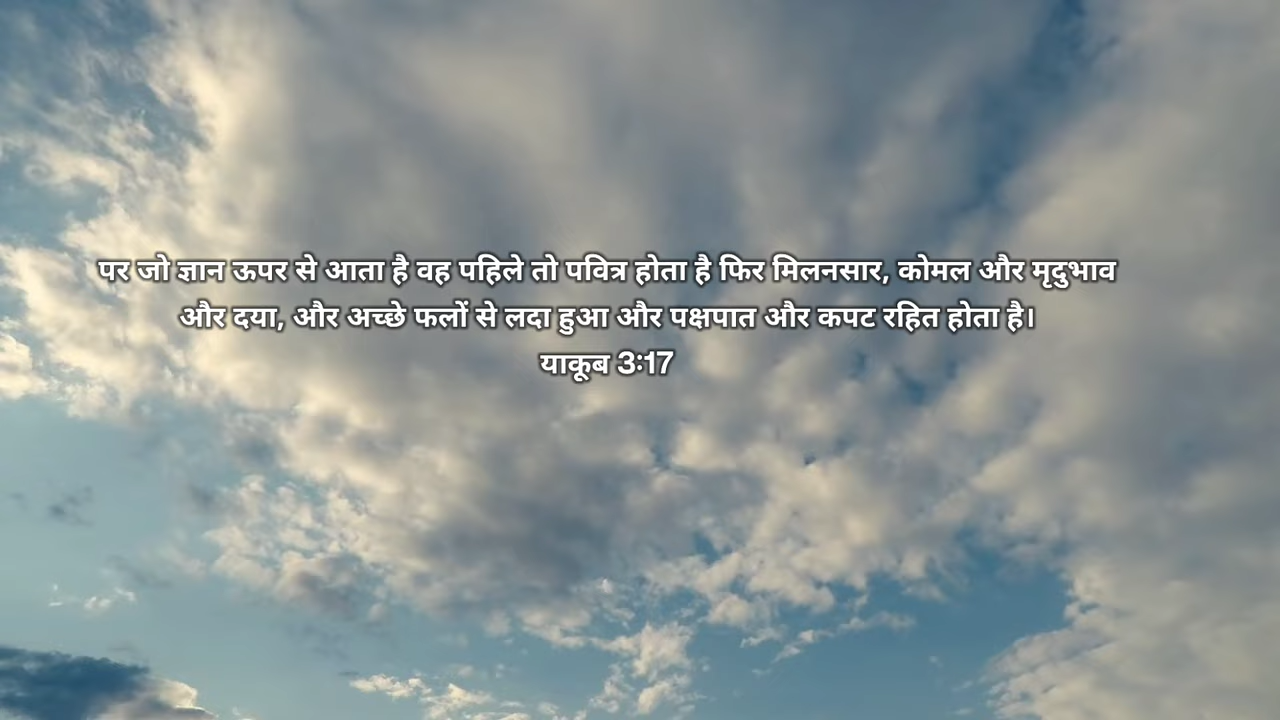 पर जो ज्ञान ऊपर से आता है वह पहिले तो पवित्र होता है फिर मिलनसार, कोमल और मृदुभाव
और दया, और अच्छे फलों से लदा हुआ और पक्षपात और कपट रहित होता है।
याकूब 3:17